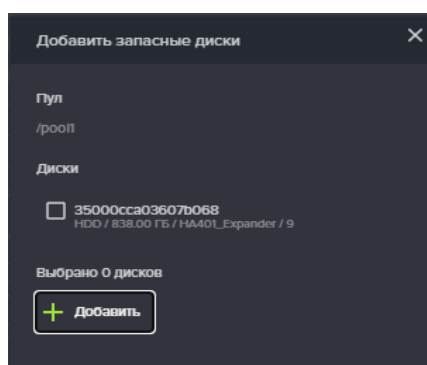 Добавить запасные диски
Пул
/pool1
Диски
35000cca03607b068
HDD / 838.00 ГБ / HA401_Expander / 9
Выбрано 0 дисков
Добавить